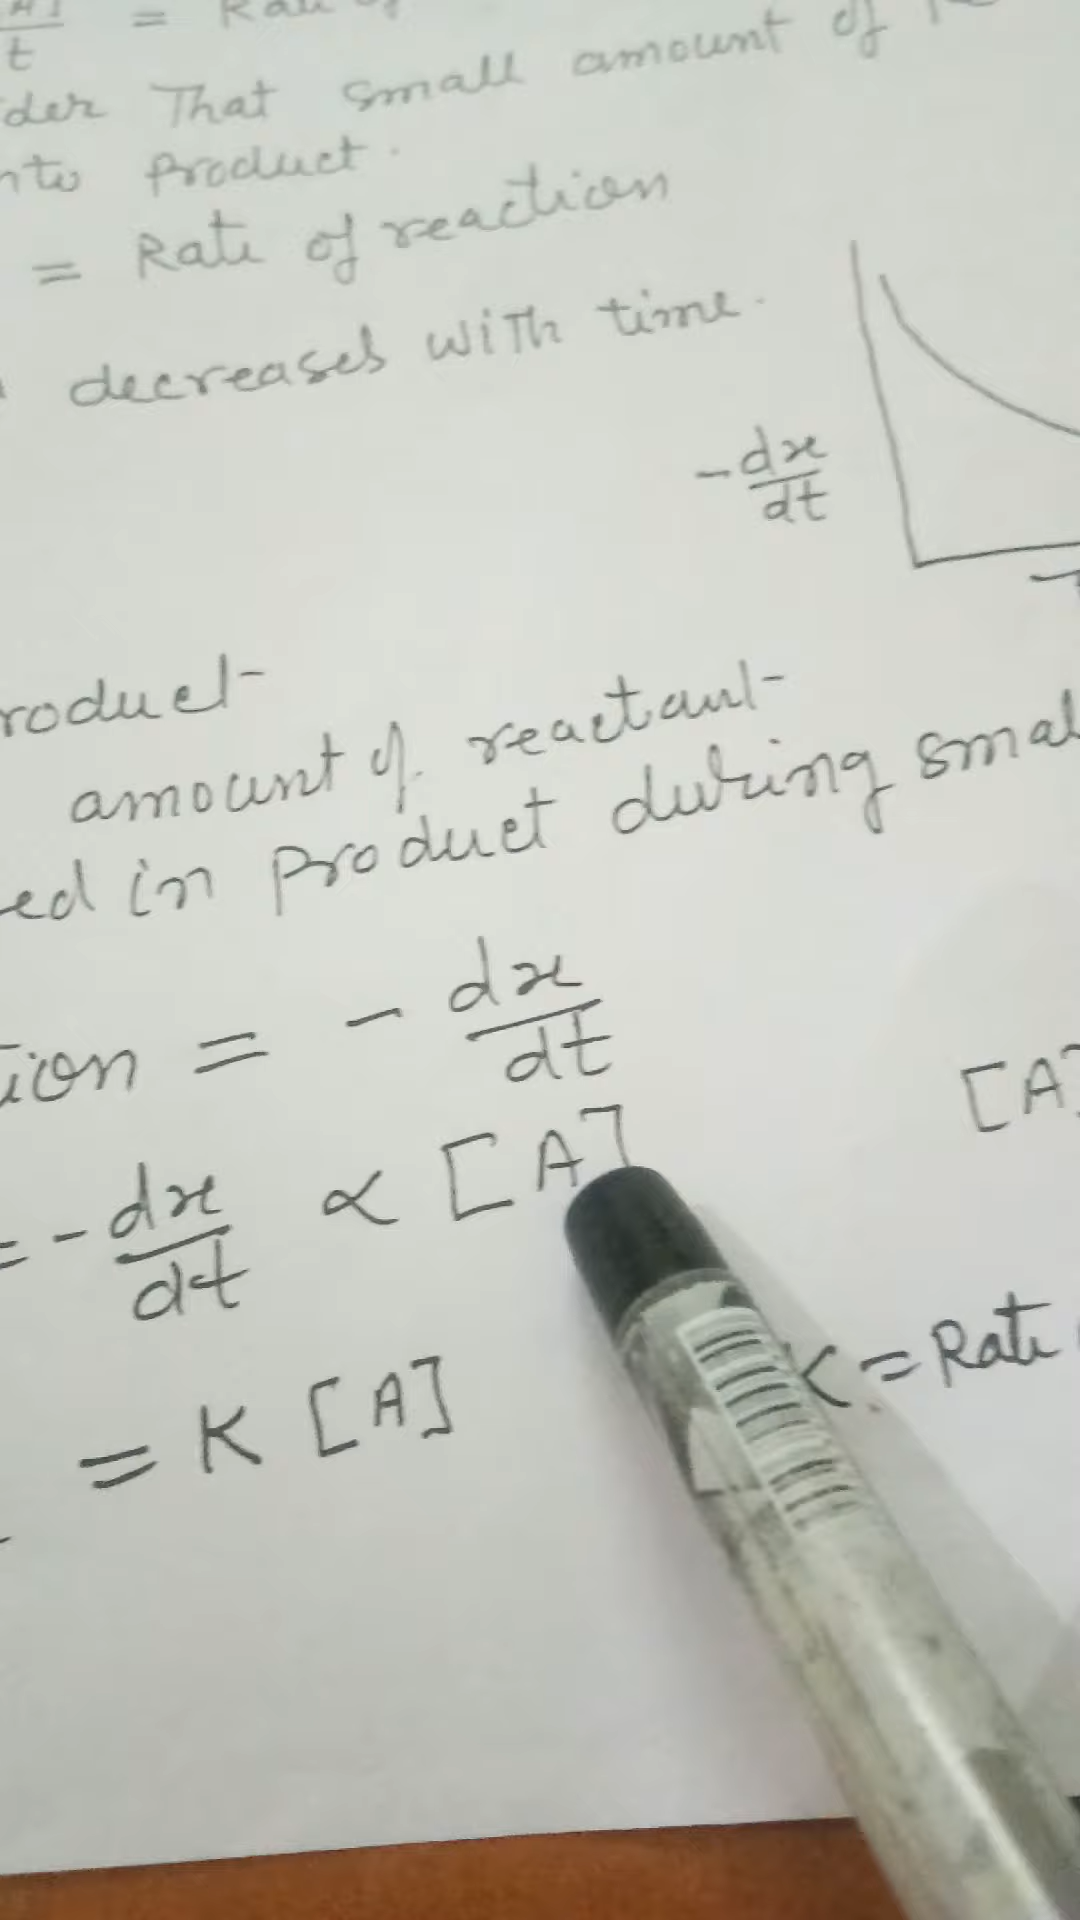 t = Rate
der That small amount of
nto Product.
= Rate of reaction
decreases with time.
-dx/dt
roduct
amount of reactant
ed in Product during smal
ion = -dx/dt
[A]
= -dx/dt ∝ [A]
K = Rate
= K [A]